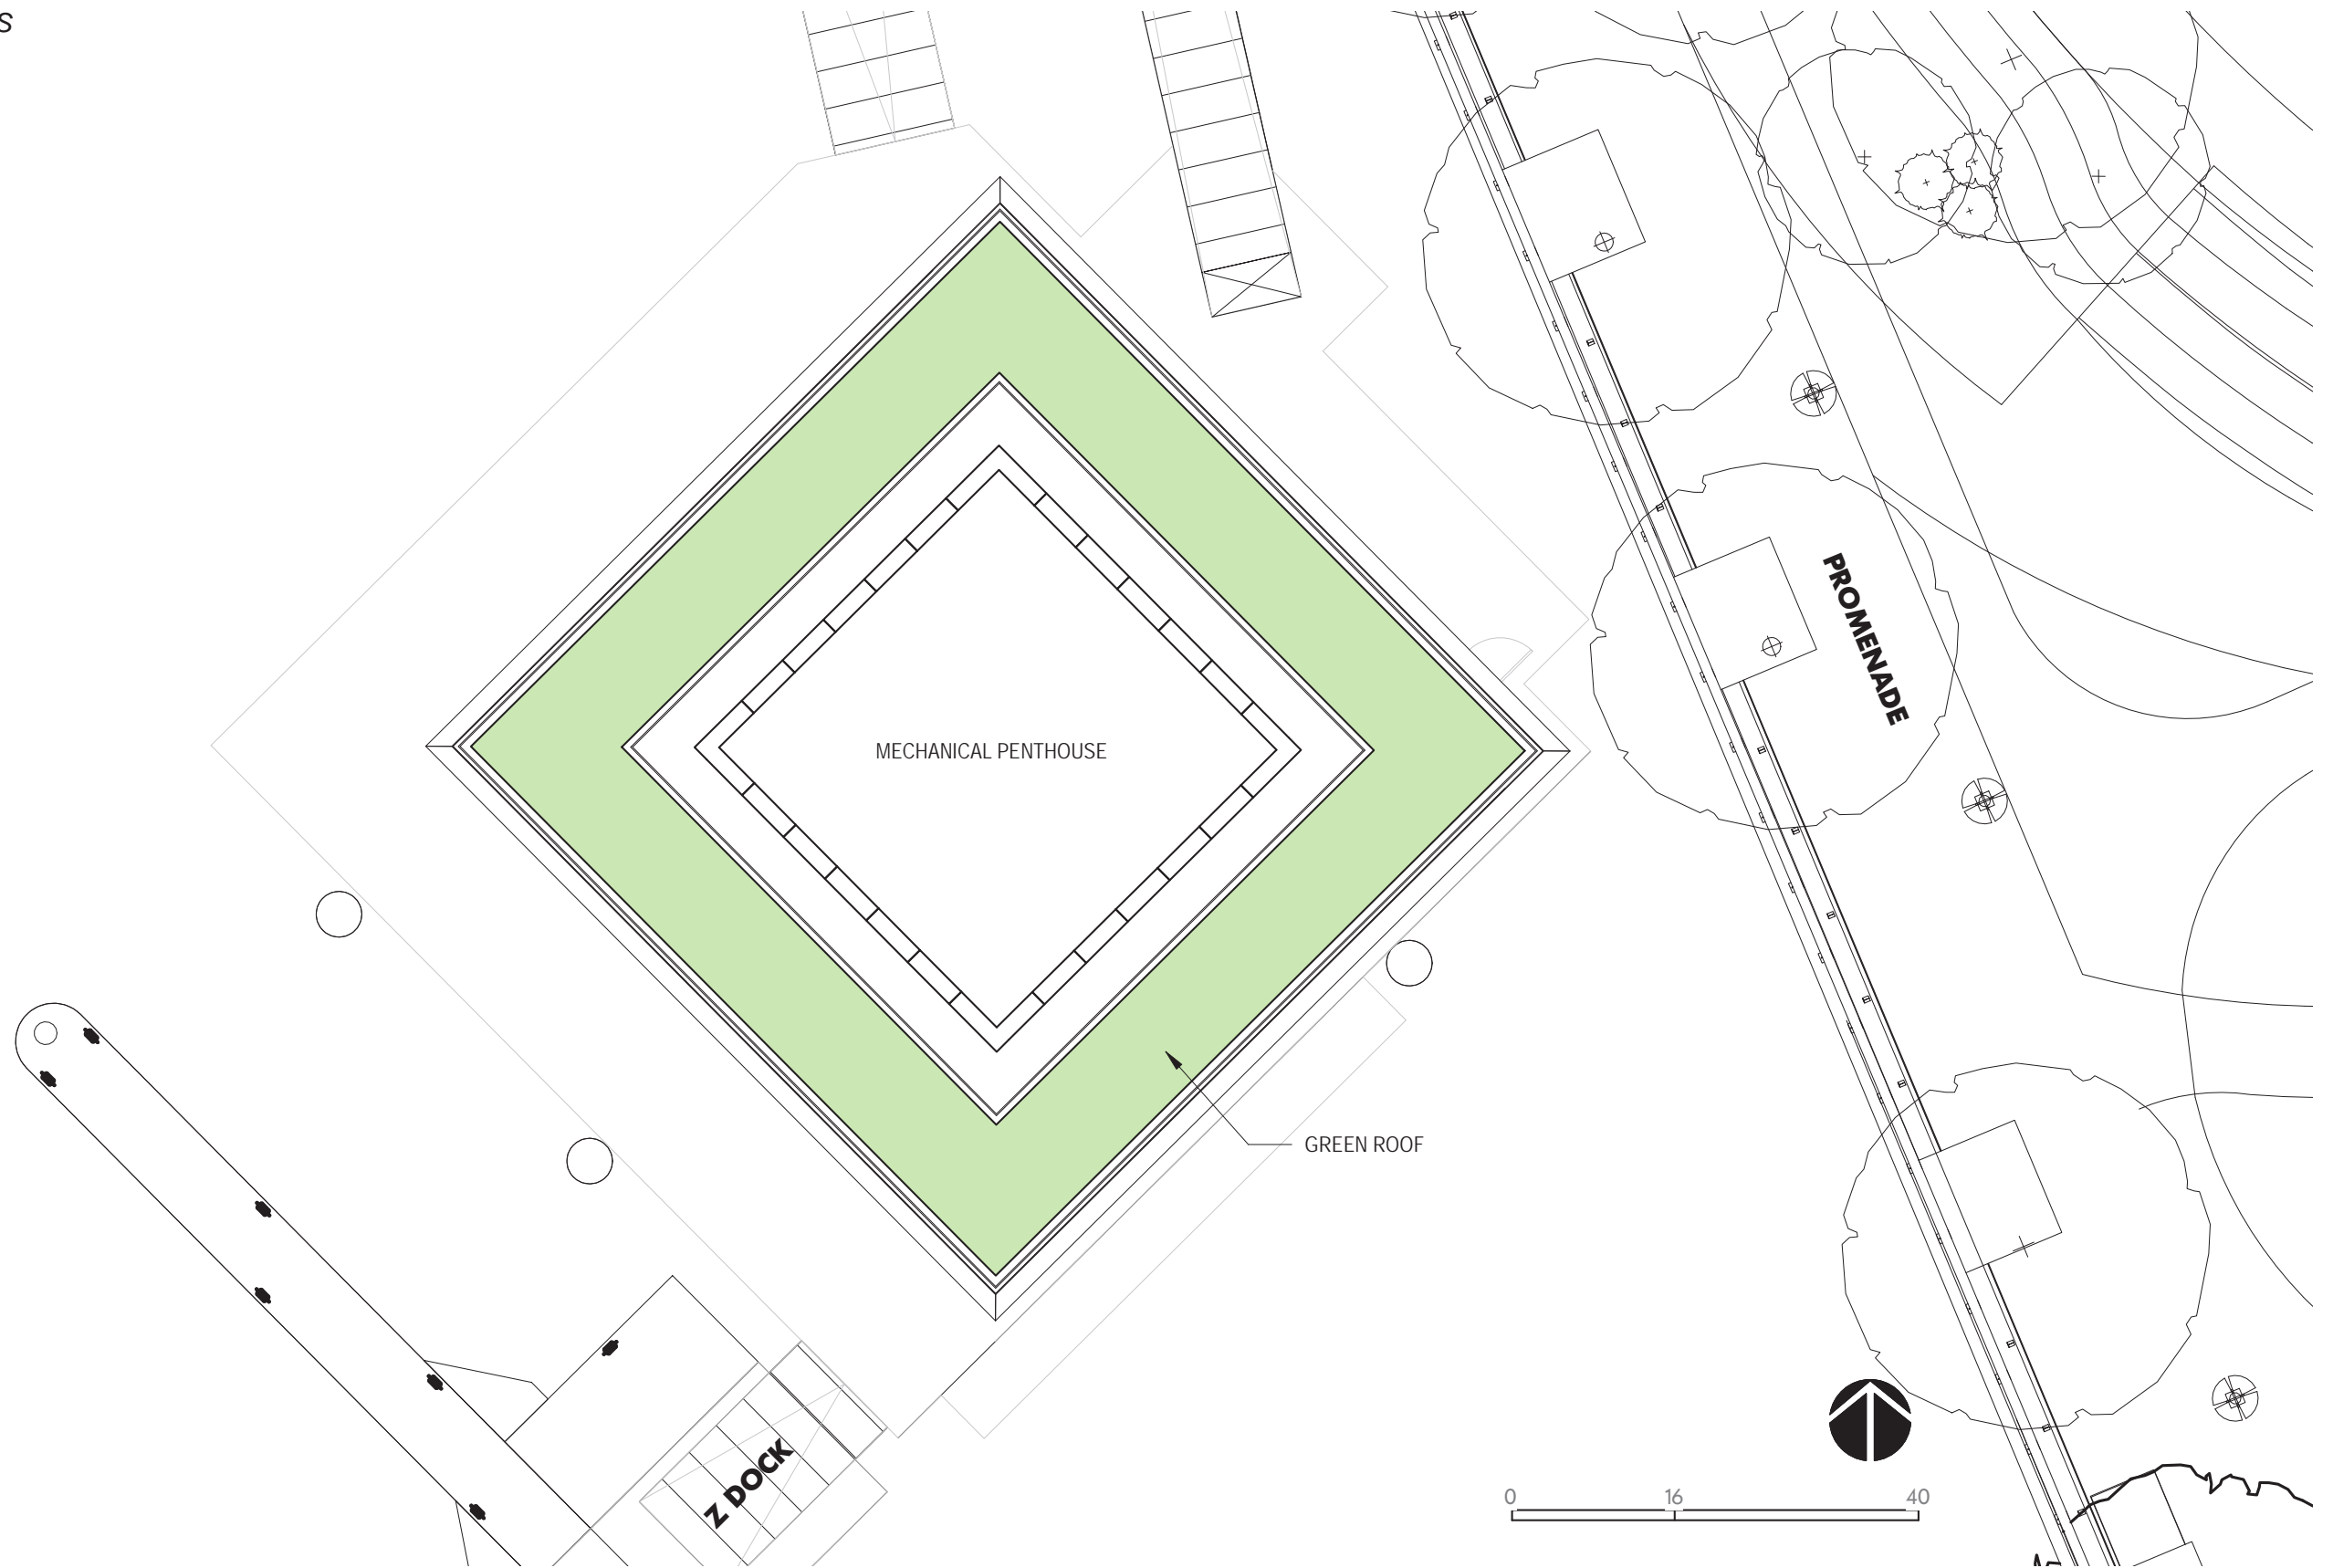 S
PROMENADE
MECHANICAL PENTHOUSE
GREEN ROOF
Z DOCK
0 16 40